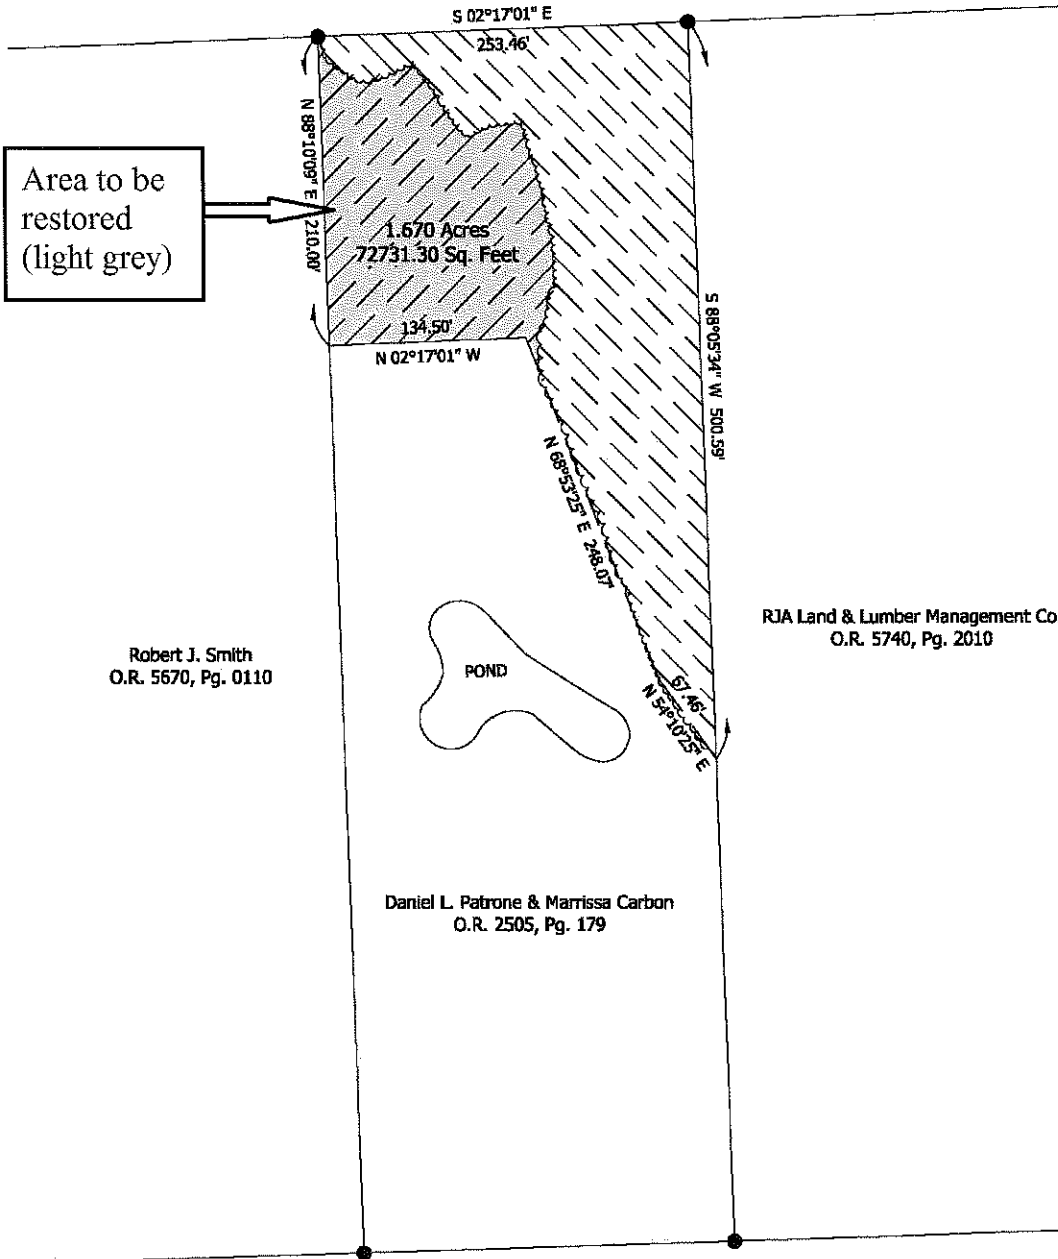 S 02°17'01" E
253.46'
N 88°10'09" E 210.00'
Area to be
restored
(light grey)
1.670 Acres
72731.30 Sq. Feet
134.50'
N 02°17'01" W
S 88°05'34" W 500.59'
N 68°53'25" E 248.07'
RJA Land & Lumber Management Co
O.R. 5740, Pg. 2010
Robert J. Smith
O.R. 5670, Pg. 0110
POND
67.46'
N 54°10'25" E
Daniel L. Patrone & Marrissa Carbon
O.R. 2505, Pg. 179